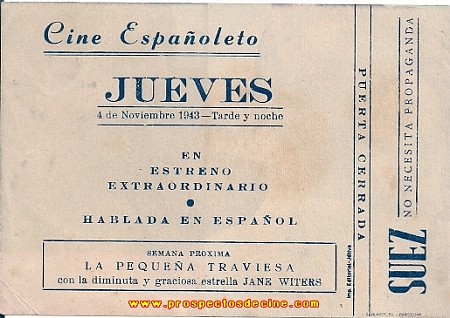 Cine Españoleto
JUEVES
4 de Noviembre 1943—Tarde y noche
EN
ESTRENO
EXTRAORDINARIO
HABLADA EN ESPAÑOL
SEMANA PROXIMA
LA PEQUEÑA TRAVIESA
con la diminuta y graciosa estrella JANE WITERS
PUERTA CERRADA
SUEZ NO NECESITA PROPAGANDA
www.prospectosdecine.com